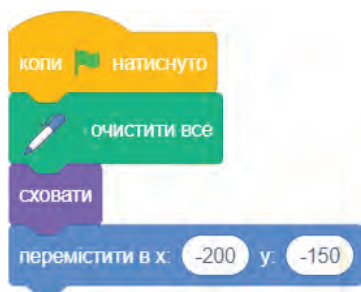 коли натиснуто
очистити все
сховати
перемістити в x: -200 y: -150